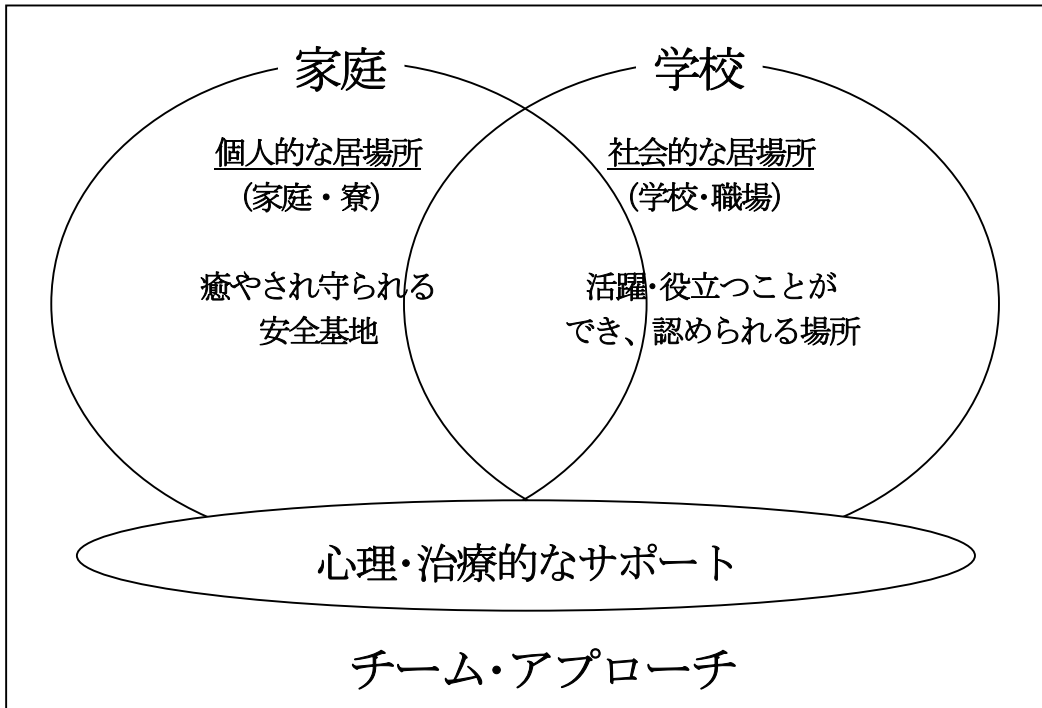 家庭
個人的な居場所
(家庭・寮)
癒やされ守られる
安全基地
学校
社会的な居場所
(学校・職場)
活躍・役立つことが
でき、認められる場所
心理・治療的なサポート
チーム・アプローチ